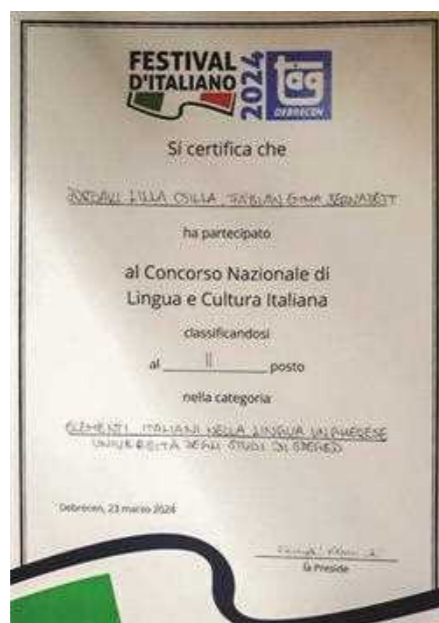 FESTIVAL
D'ITALIANO
2024
tag
DEBRECEN
Si certifica che
LILLA CSILLA, FÁBIÁN GINA BERNADETT
ha partecipato
al Concorso Nazionale di
Lingua e Cultura Italiana
classificandosi
al II posto
nella categoria
ELEMENTI ITALIANI NELLA LINGUA UNGHERESE
UNIVERSITÀ DEGLI STUDI DI SZEGED
Debrecen, 23 marzo 2024
la Preside